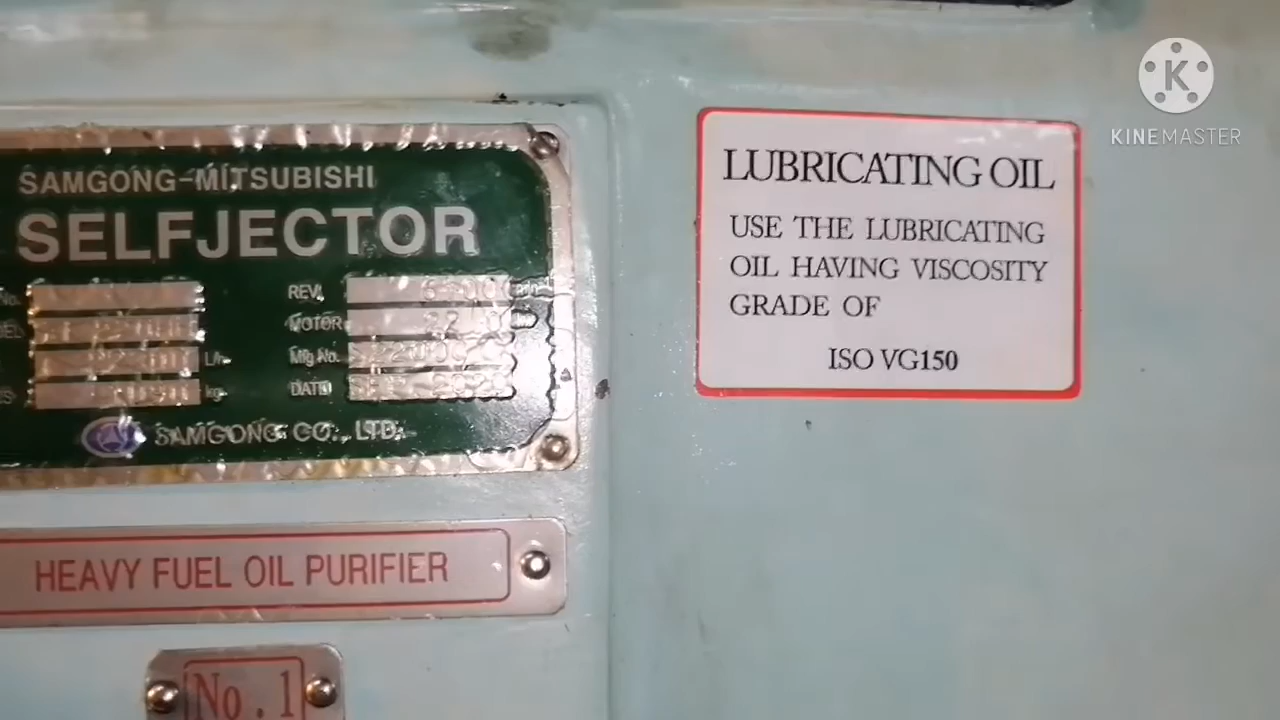 SAMGONG-MITSUBISHI
SELFJECTOR
REV.
MOTOR
L/h
Mfg No.
kg
DATE
SAMGONG CO., LTD.
HEAVY FUEL OIL PURIFIER
No. 1
LUBRICATING OIL
USE THE LUBRICATING
OIL HAVING VISCOSITY
GRADE OF
ISO VG150
K
KINEMASTER